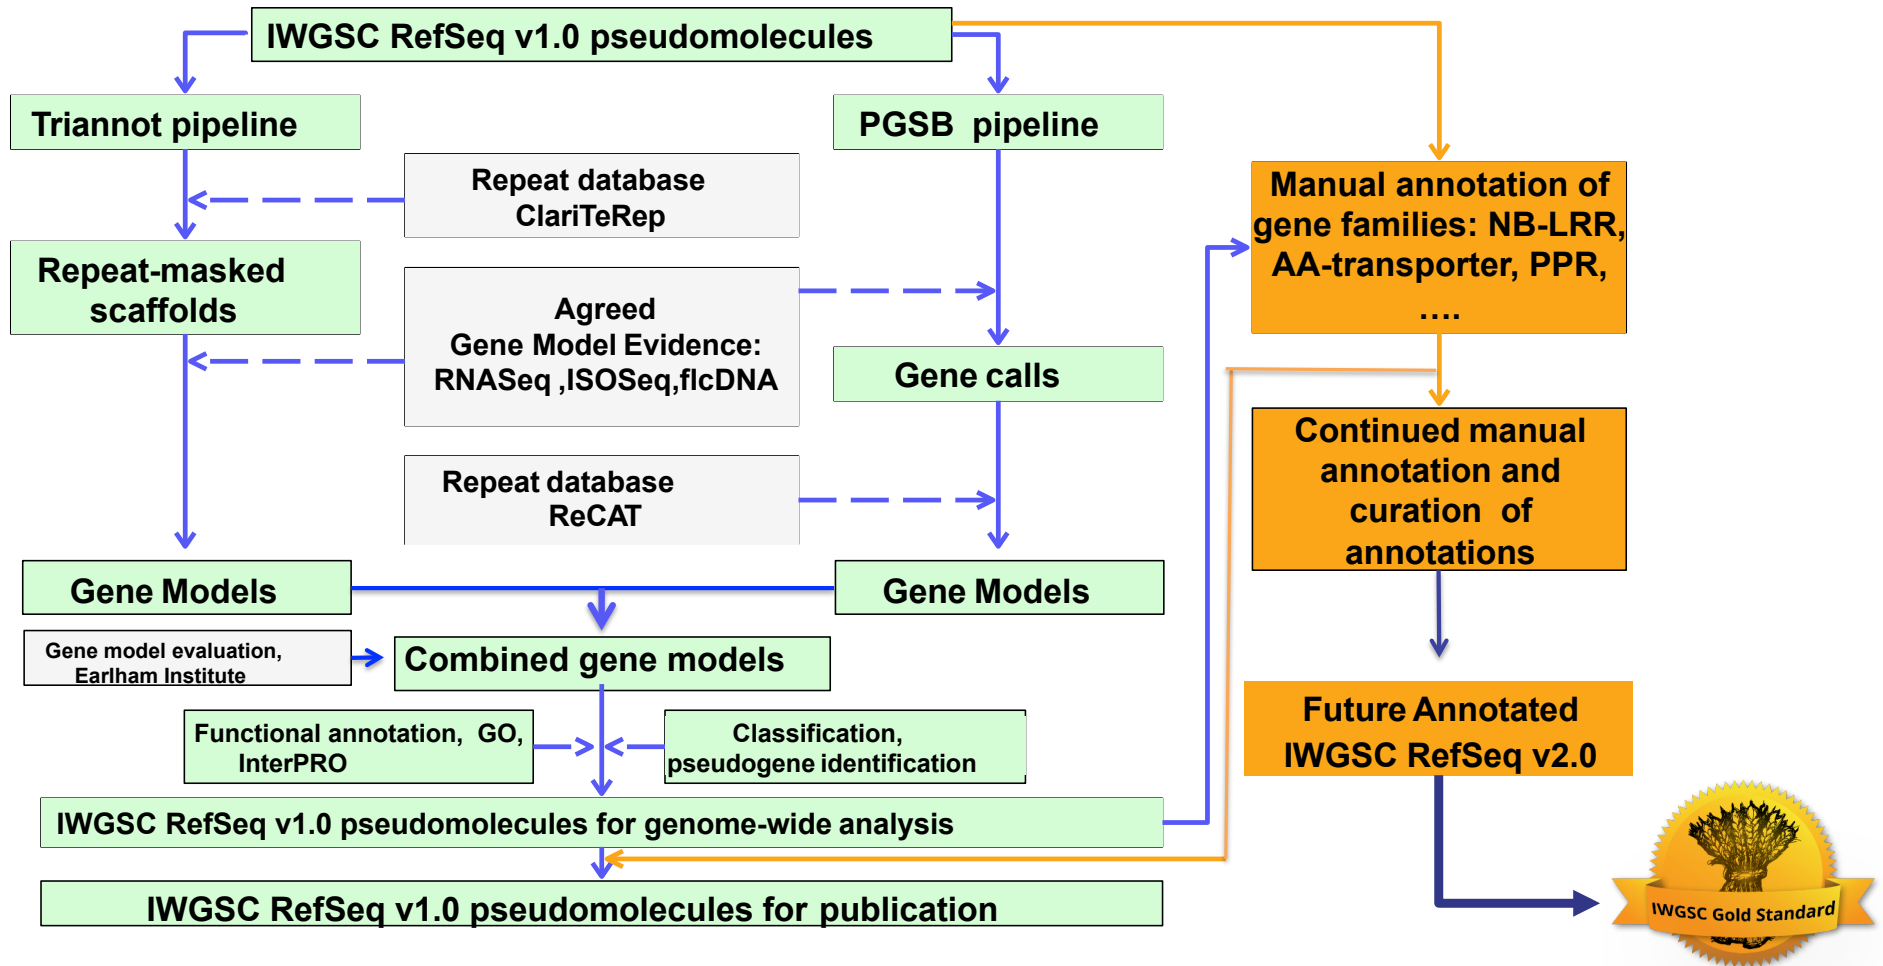 IWGSC RefSeq v1.0 pseudomolecules
Triannot pipeline
PGSB pipeline
Repeat database
ClariTeRep
Manual annotation of
gene families: NB-LRR,
AA-transporter, PPR,
....
Repeat-masked
scaffolds
Agreed
Gene Model Evidence:
RNASeq ,ISOSeq,flcDNA
Gene calls
Continued manual
annotation and
curation of
annotations
Repeat database
ReCAT
Gene Models
Gene Models
Gene model evaluation,
Earlham Institute
Combined gene models
Functional annotation, GO,
InterPRO
Classification,
pseudogene identification
Future Annotated
IWGSC RefSeq v2.0
IWGSC RefSeq v1.0 pseudomolecules for genome-wide analysis
IWGSC RefSeq v1.0 pseudomolecules for publication
IWGSC Gold Standard